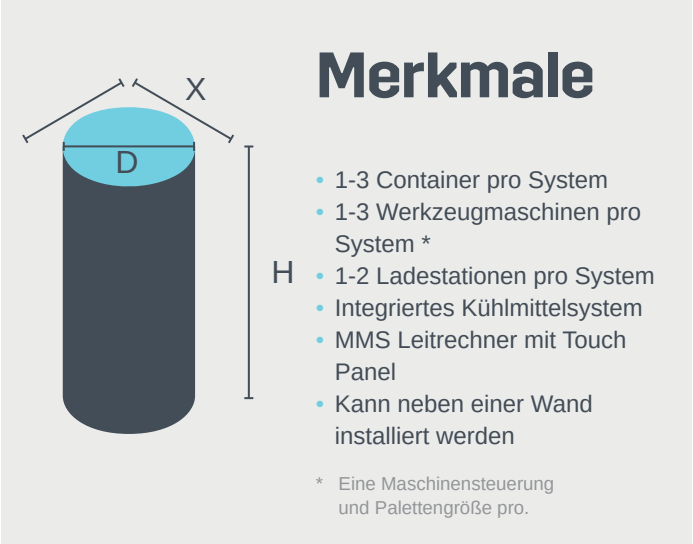 Merkmale
X
D
H
• 1-3 Container pro System
• 1-3 Werkzeugmaschinen pro
System *
• 1-2 Ladestationen pro System
• Integriertes Kühlmittelsystem
• MMS Leitrechner mit Touch
Panel
• Kann neben einer Wand
installiert werden
* Eine Maschinensteuerung
und Palettengröße pro.